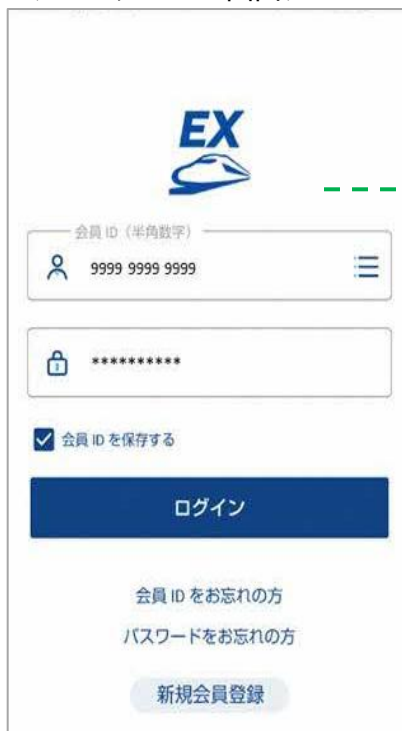 EX
会員 ID（半角数字）
9999 9999 9999
**********
会員 ID を保存する
ログイン
会員 ID をお忘れの方
パスワードをお忘れの方
新規会員登録